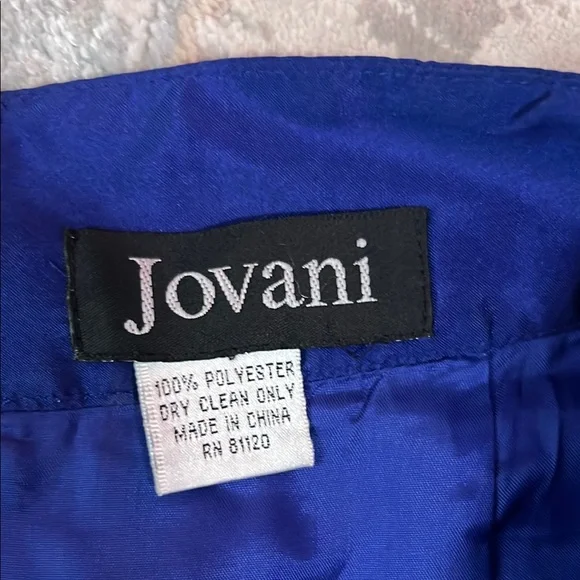 Jovani
100% POLYESTER
DRY CLEAN ONLY
MADE IN CHINA
RN 81120